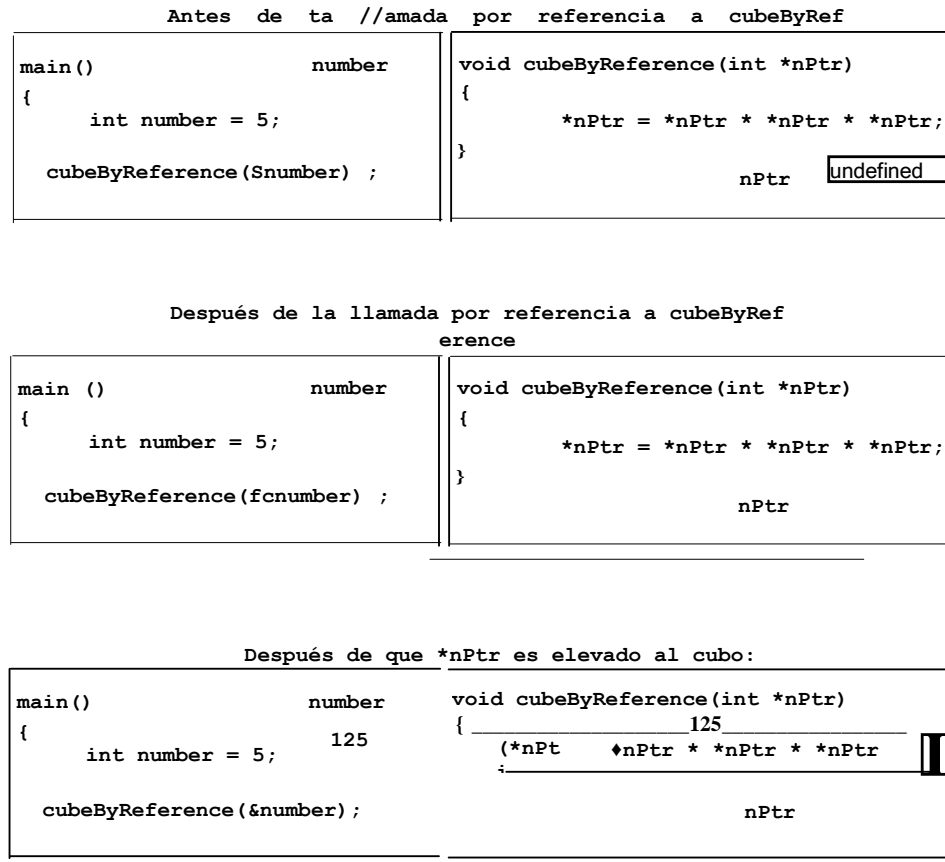 Antes de ta //amada por referencia a cubeByRef
main() number
{
int number = 5;
cubeByReference(Snumber) ;
void cubeByReference(int *nPtr)
{
*nPtr = *nPtr * *nPtr * *nPtr;
}
nPtr undefined
Después de la llamada por referencia a cubeByRef
erence
main () number
{
int number = 5;
cubeByReference(fcnumber) ;
void cubeByReference(int *nPtr)
{
*nPtr = *nPtr * *nPtr * *nPtr;
}
nPtr
Después de que *nPtr es elevado al cubo:
main() number
{ 125
int number = 5;
cubeByReference(&number);
void cubeByReference(int *nPtr)
{ ____________________125_________________
(*nPt ♦nPtr * *nPtr * *nPtr
nPtr